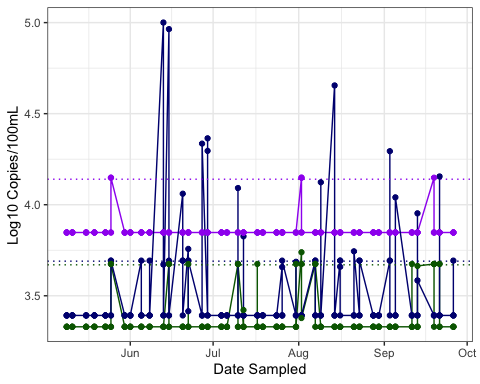 5.0
4.5
4.0
3.5
Log10 Copies/100mL
Jun Jul Aug Sep Oct
Date Sampled